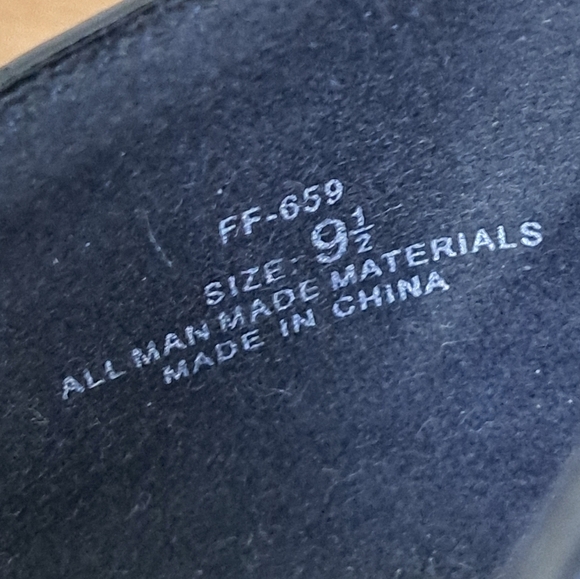 FF-659
SIZE: 9½
ALL MAN MADE MATERIALS
MADE IN CHINA